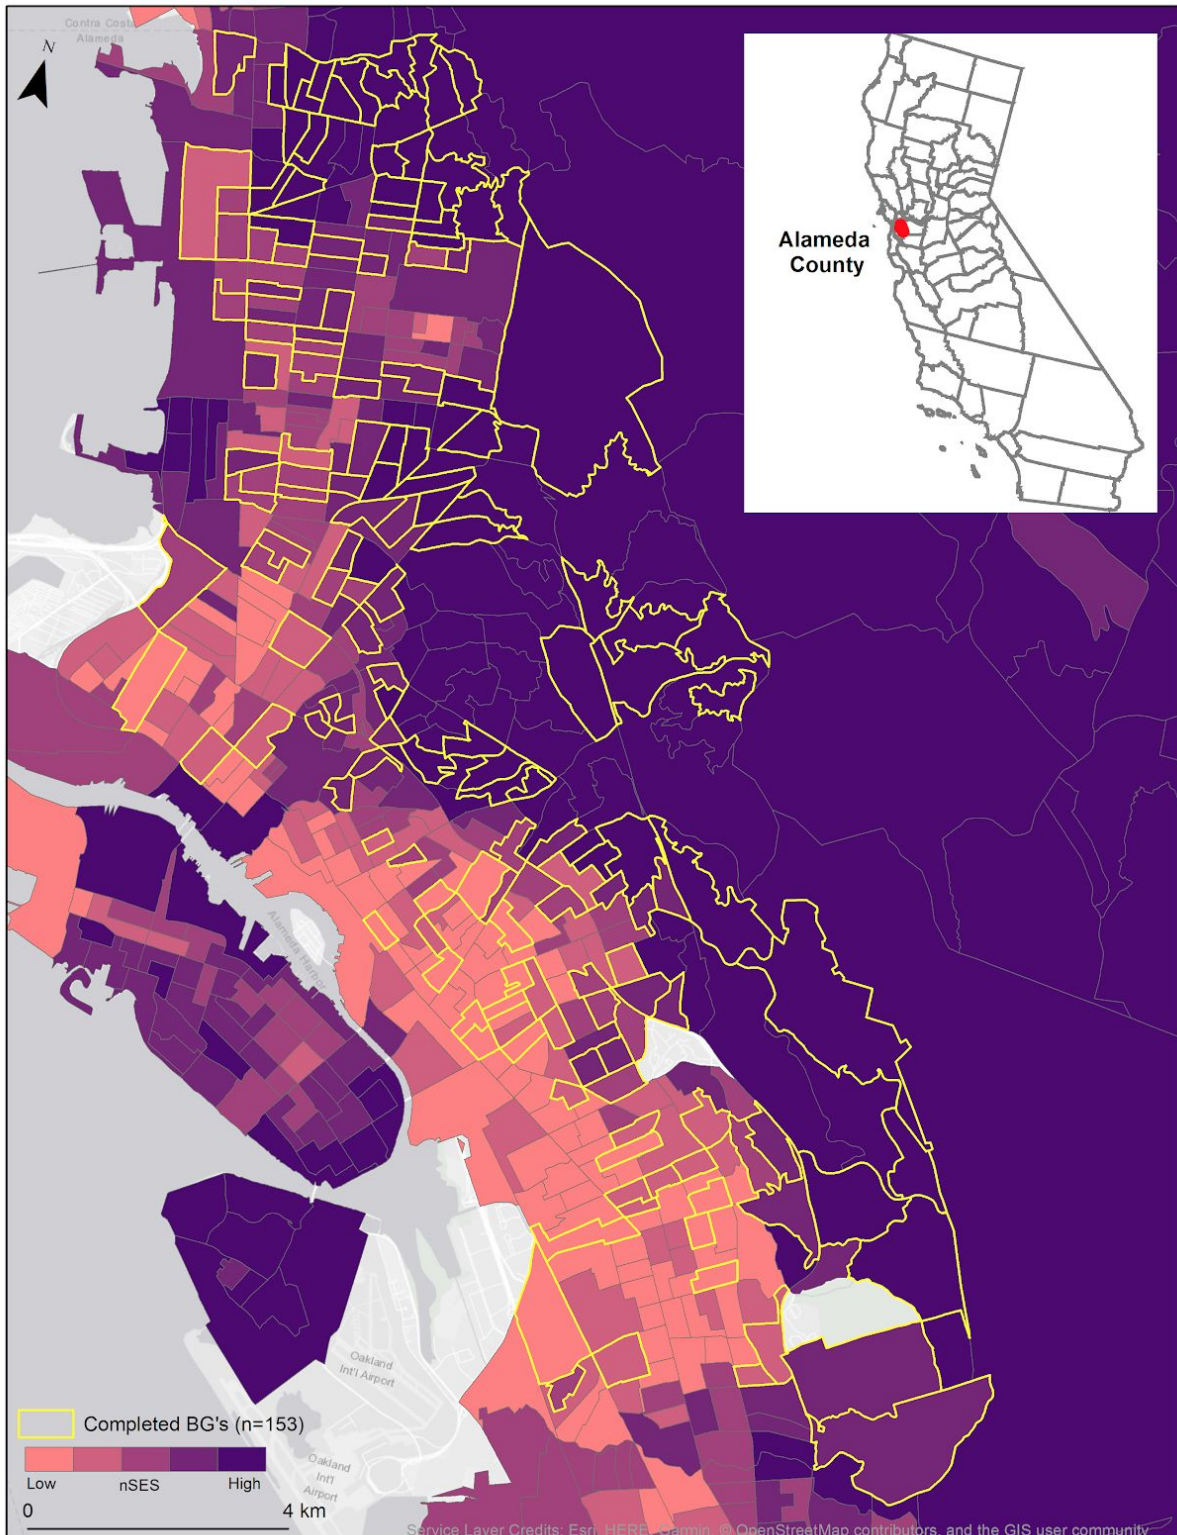 Contra Costa
Alameda
N
Alameda
County
Alameda Harbor
Oakland
Int'l Airport
Oakland
Int'l
Airport
Completed BG's (n=153)
Low nSES High
0 4 km
Service Layer Credits: Esri, HERE, Garmin, © OpenStreetMap contributors, and the GIS user community